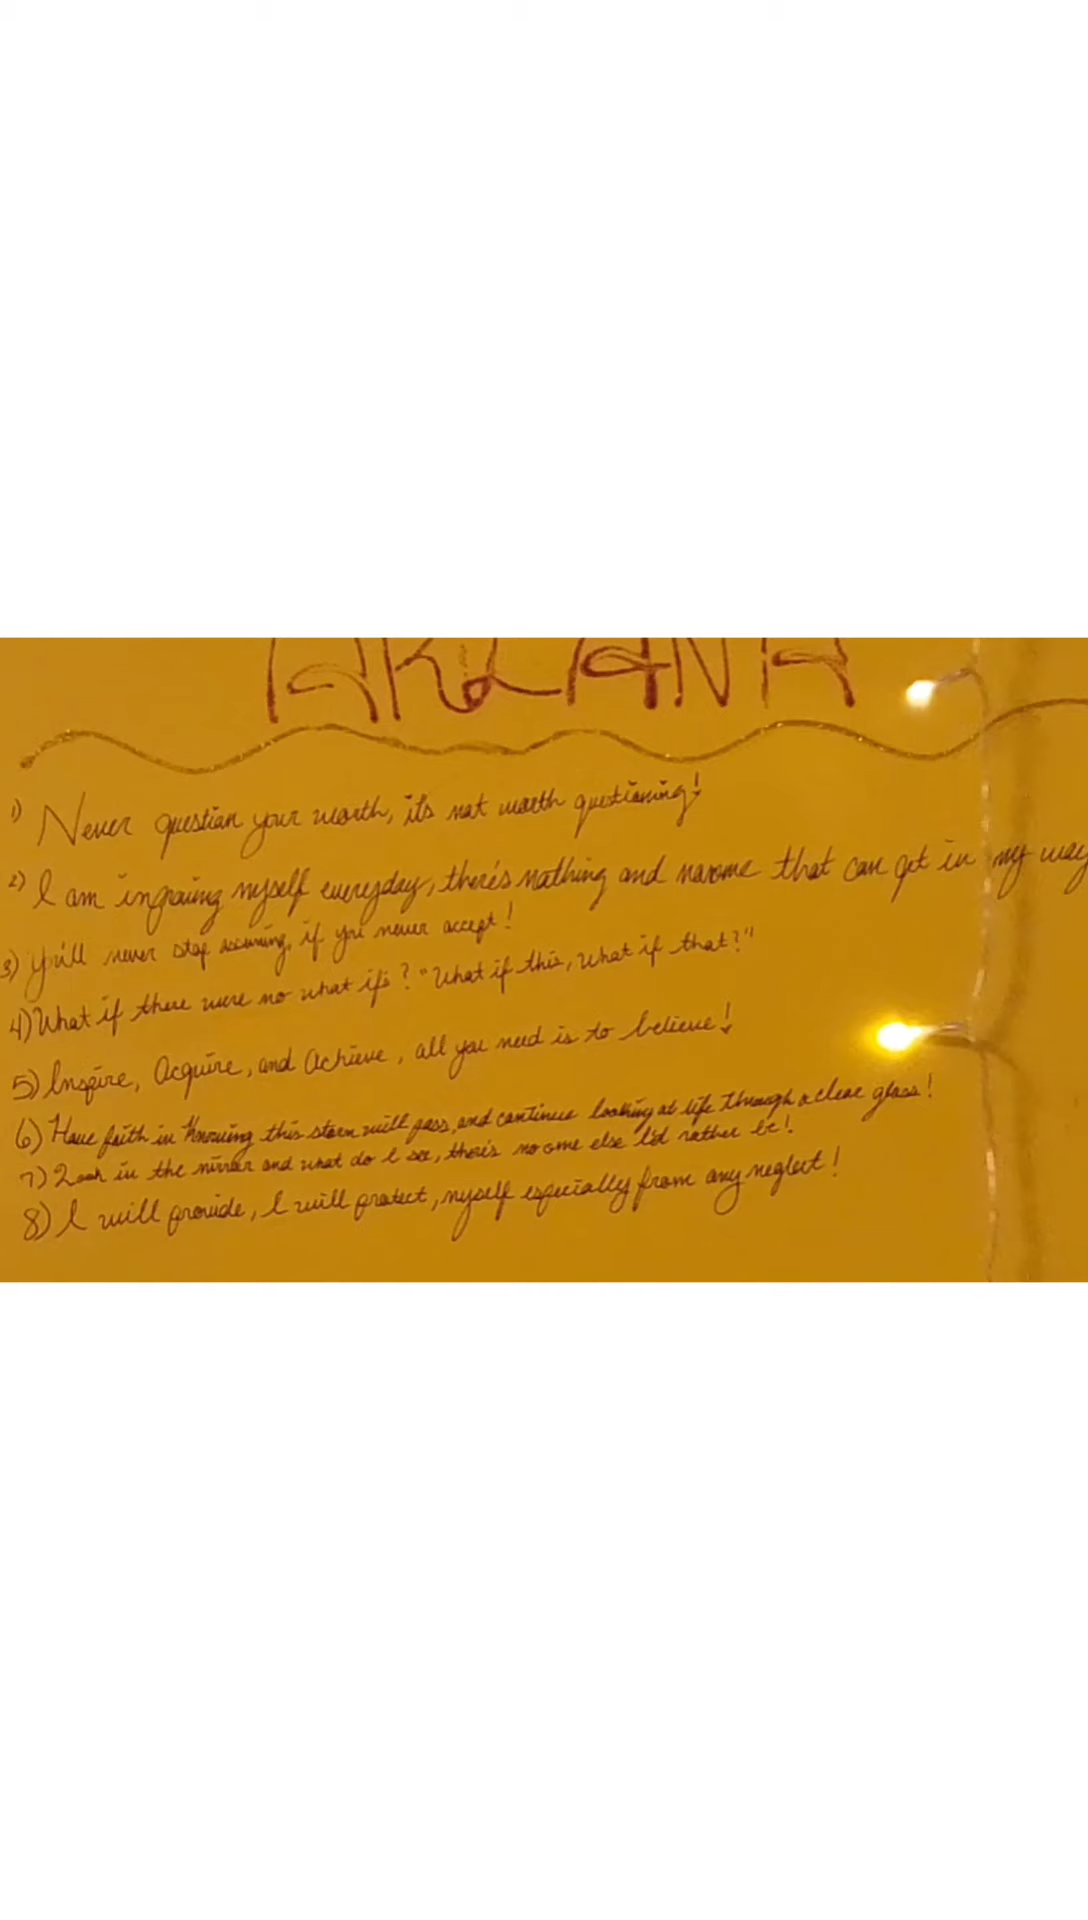 ARLANA
1) Never question your worth, it's not worth questioning!
2) I am ingraving myself everyday, there's nothing and noone that can get in my way
3) You'll never stop assuming, if you never accept!
4) What if there were no what ifs? "What if this, what if that?"
5) Inspire, Acquire, and Achieve, all you need is to believe!
6) Have faith in knowing this storm will pass, and continue looking at life through a clear glass!
7) Look in the mirror and what do I see, there's no one else I'd rather be!
8) I will provide, I will protect, myself especially from any neglect!